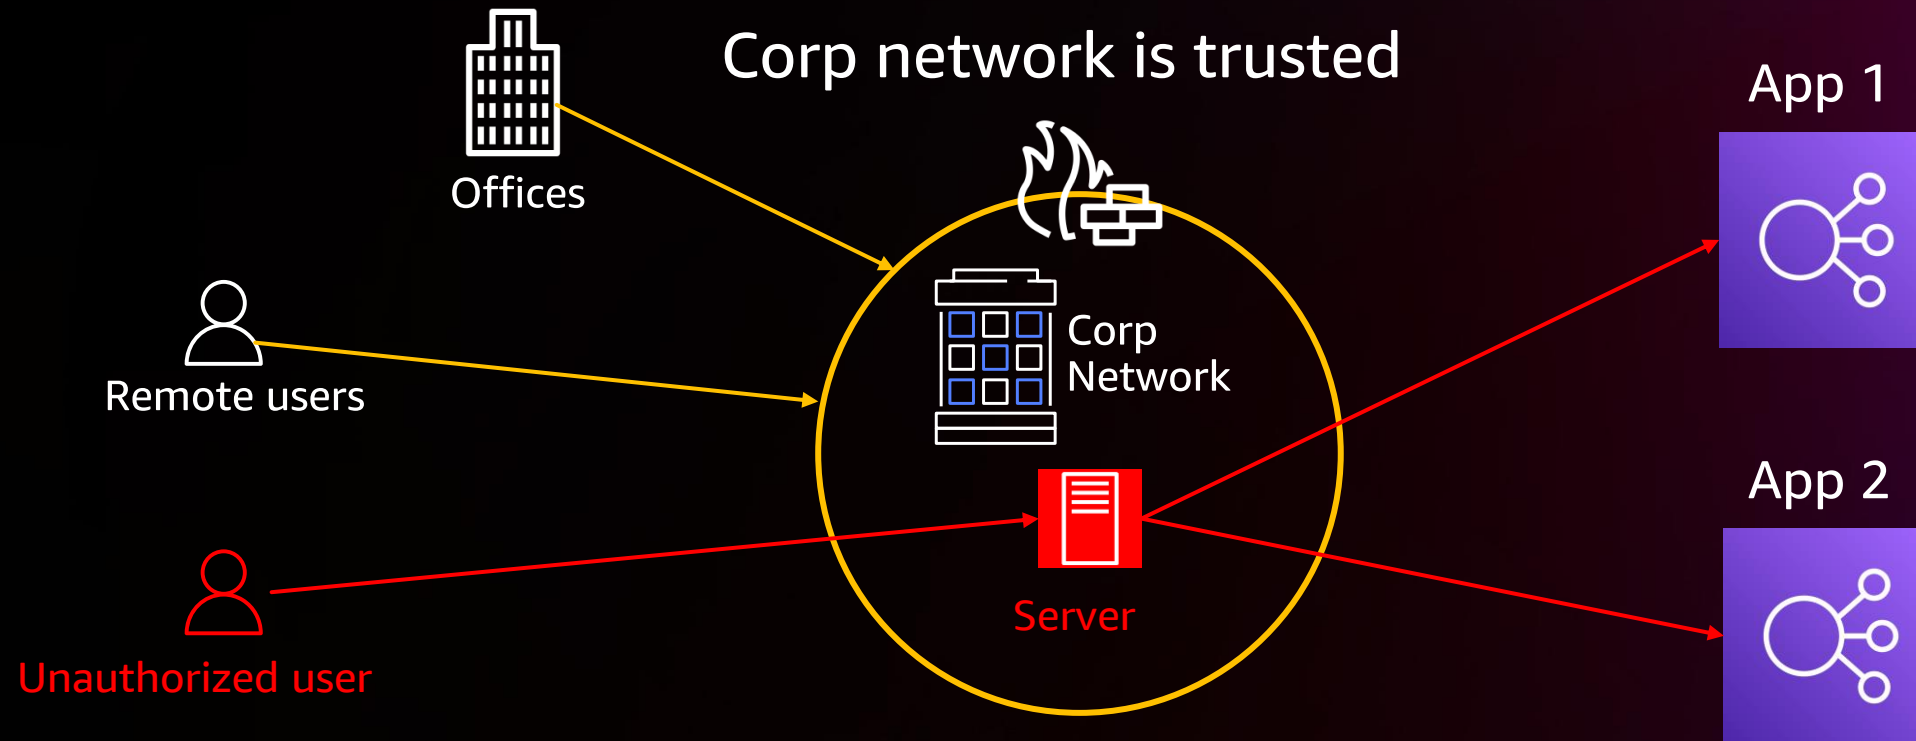 Corp network is trusted
App 1
Offices
Corp
Network
Remote users
App 2
Server
Unauthorized user